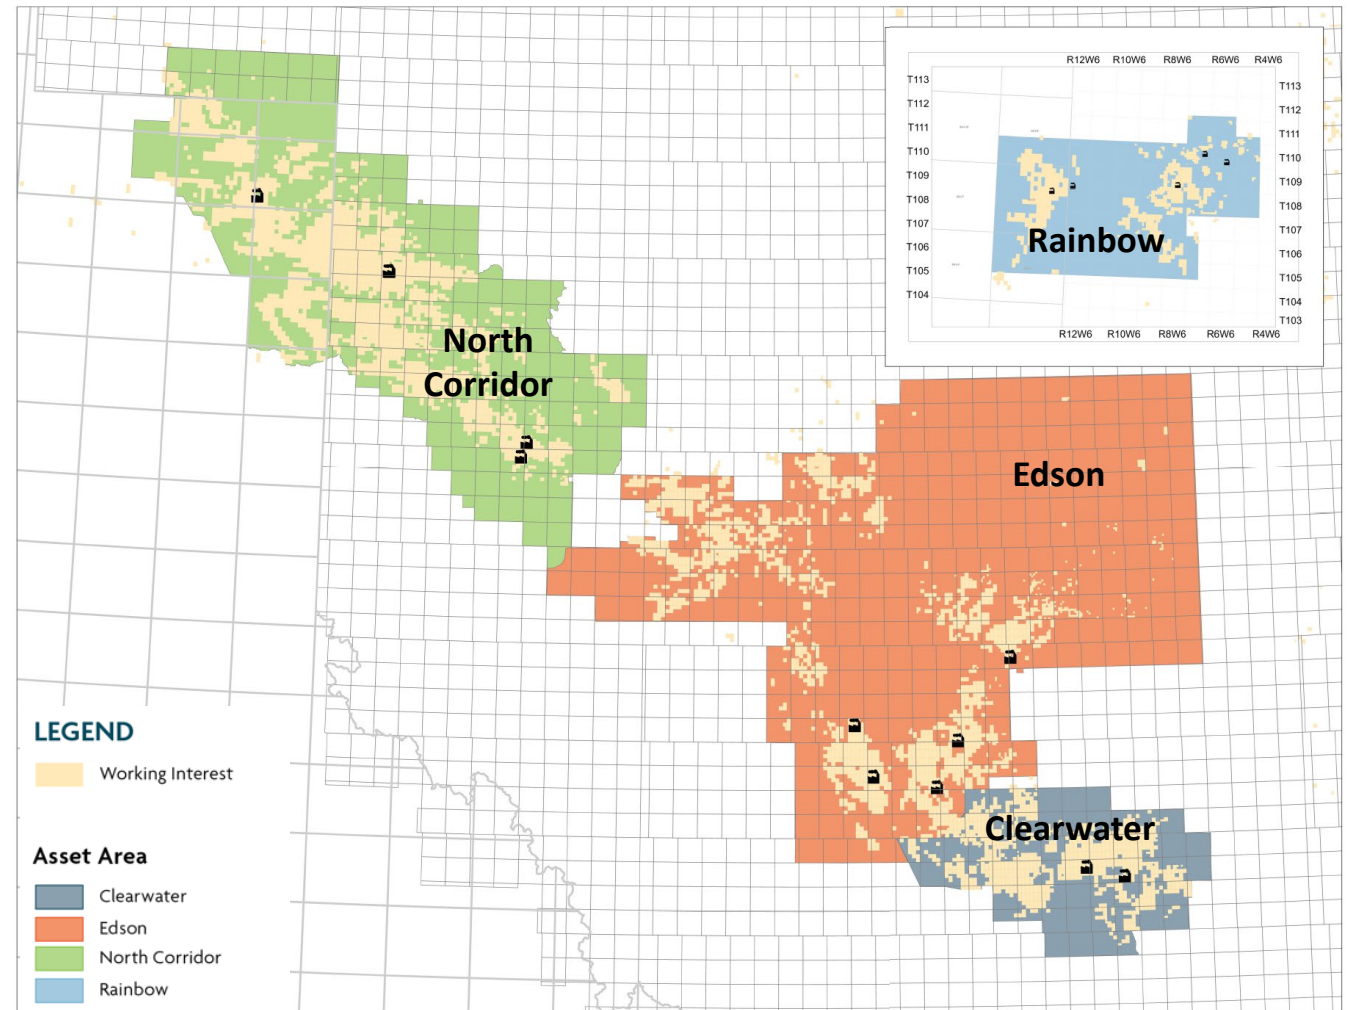 R12W6 R10W6 R8W6 R6W6 R4W6
T113
T112
T111
T110
T109
T108
T107
T106
T105
T104
T113
T112
T111
T110
T109
T108
T107
T106
T105
T104
T103
Rainbow
R12W6 R10W6 R8W6 R6W6 R4W6
North
Corridor
Edson
Clearwater
LEGEND
Working Interest
Asset Area
Clearwater
Edson
North Corridor
Rainbow